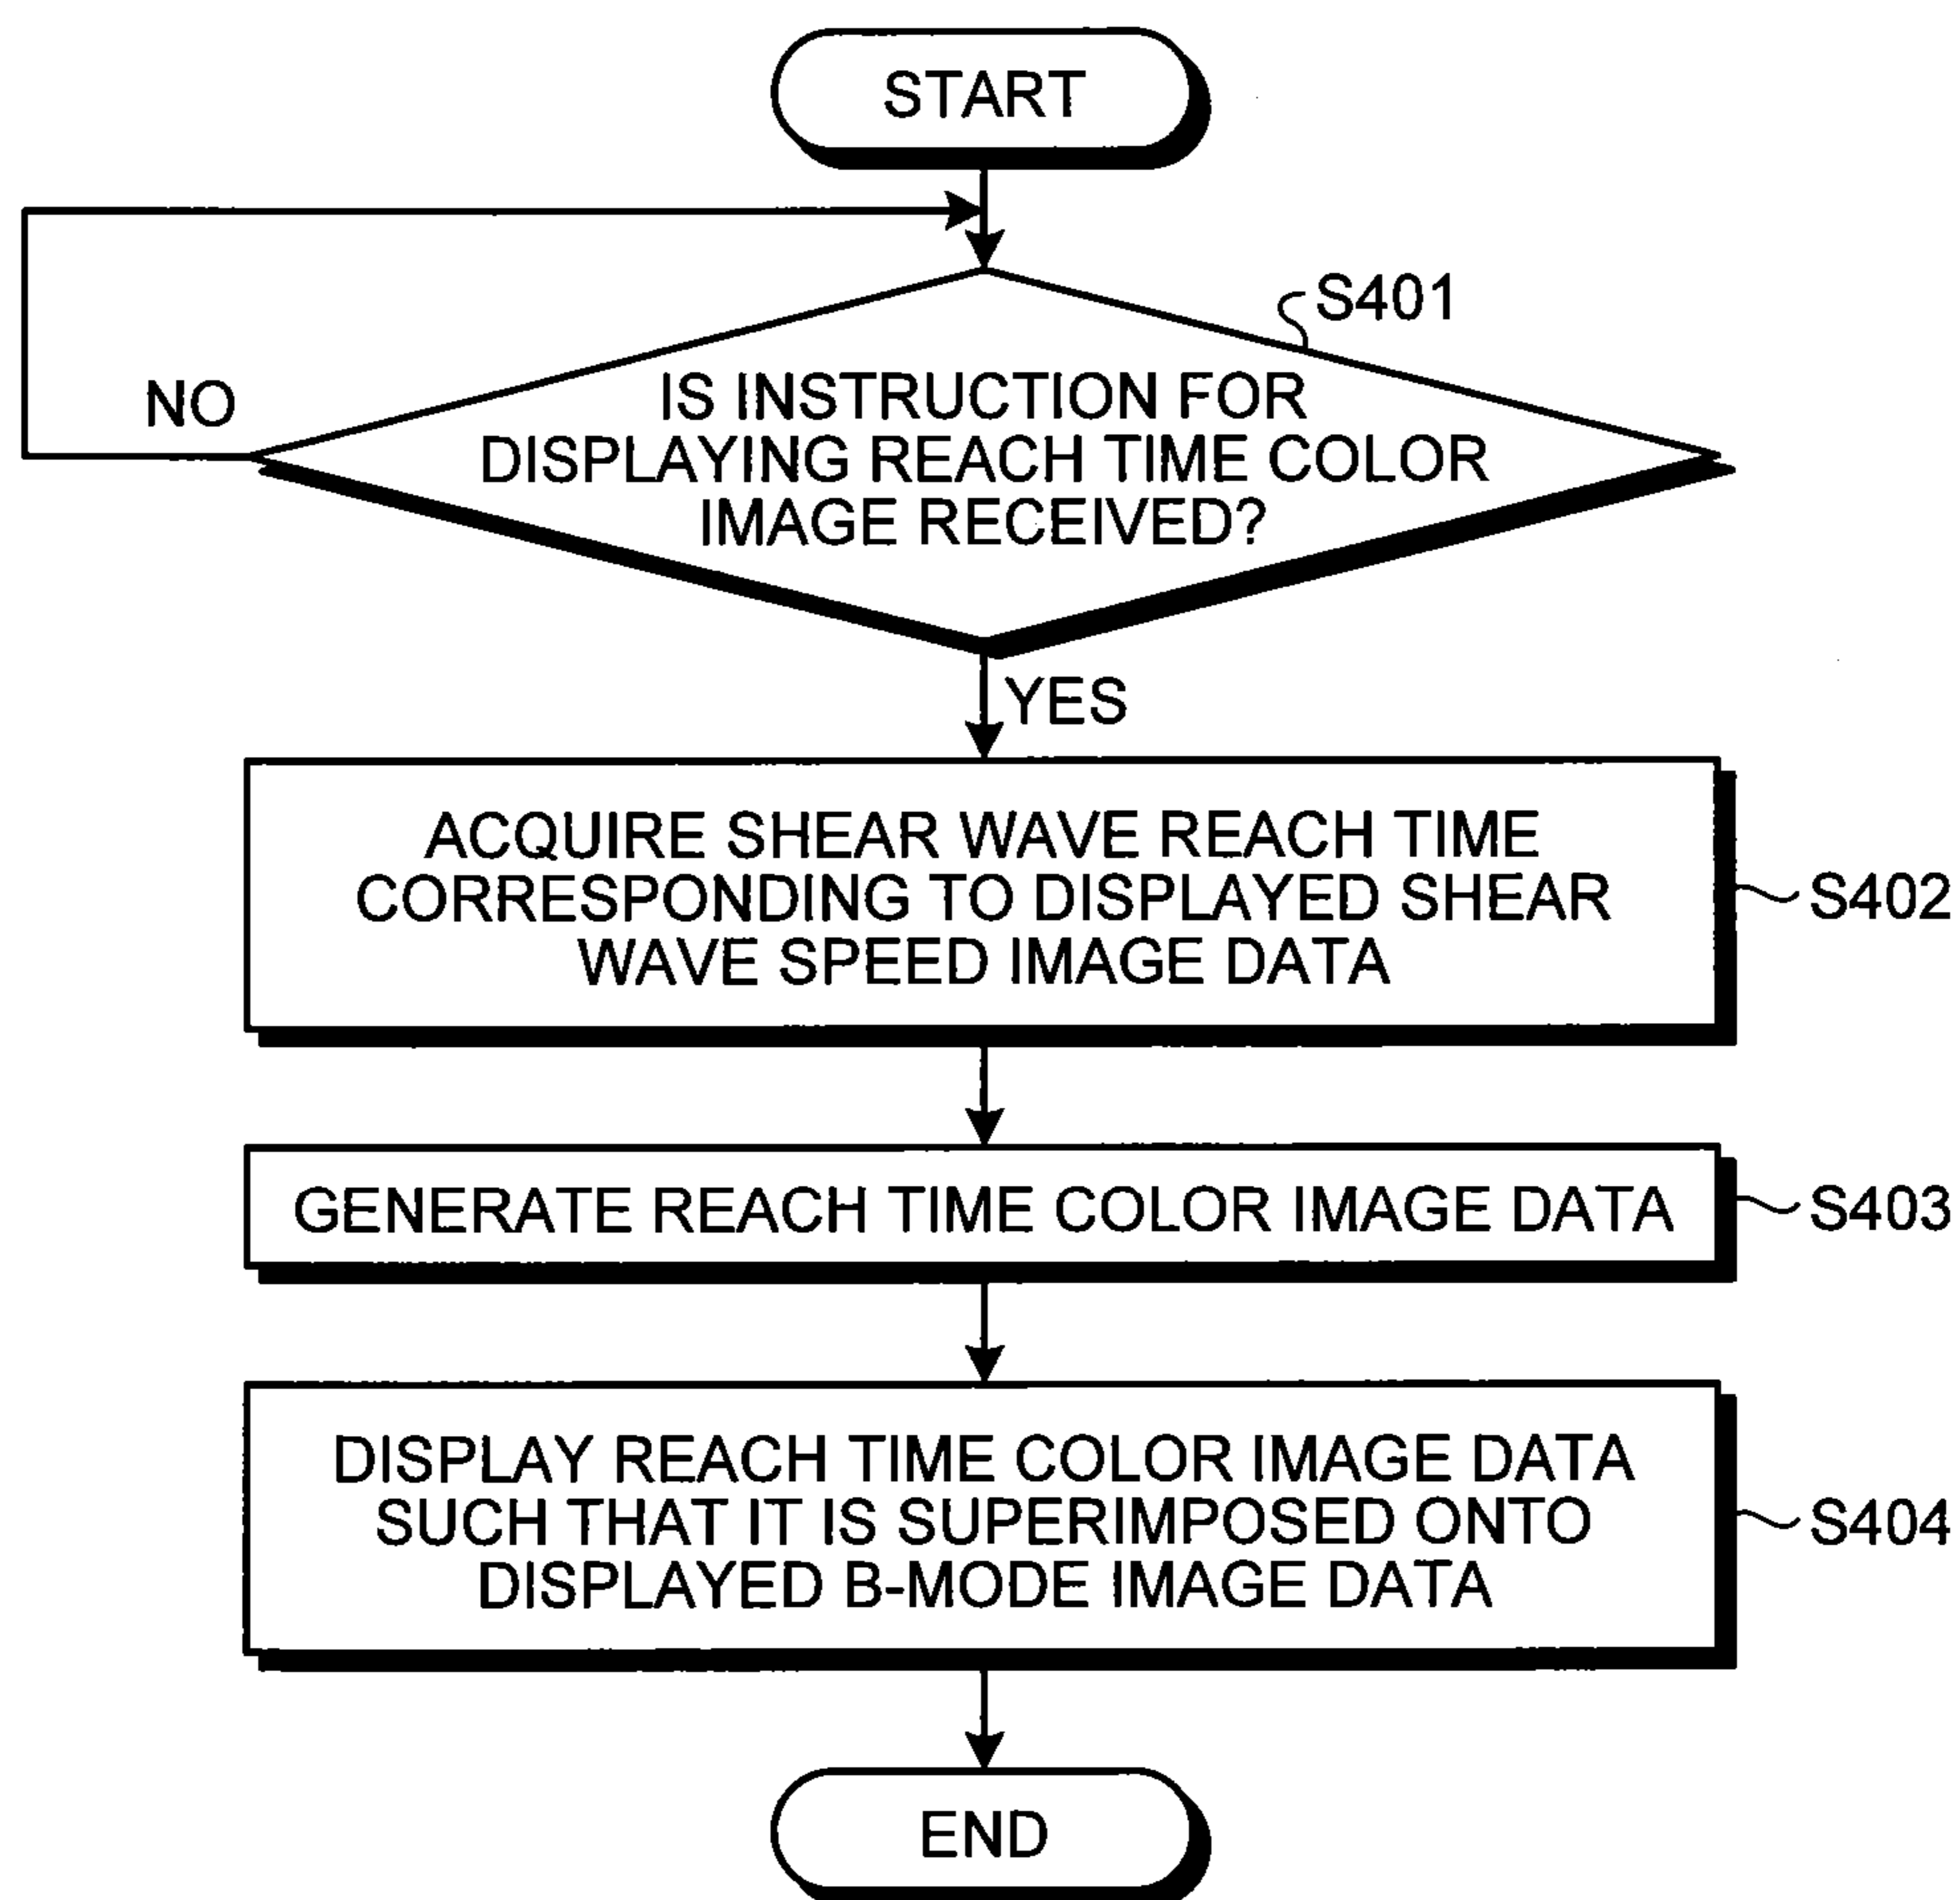 START
S401
IS INSTRUCTION FOR
DISPLAYING REACH TIME COLOR
IMAGE RECEIVED?
NO
YES
ACQUIRE SHEAR WAVE REACH TIME
CORRESPONDING TO DISPLAYED SHEAR
WAVE SPEED IMAGE DATA
S402
GENERATE REACH TIME COLOR IMAGE DATA
S403
DISPLAY REACH TIME COLOR IMAGE DATA
SUCH THAT IT IS SUPERIMPOSED ONTO
DISPLAYED B-MODE IMAGE DATA
S404
END